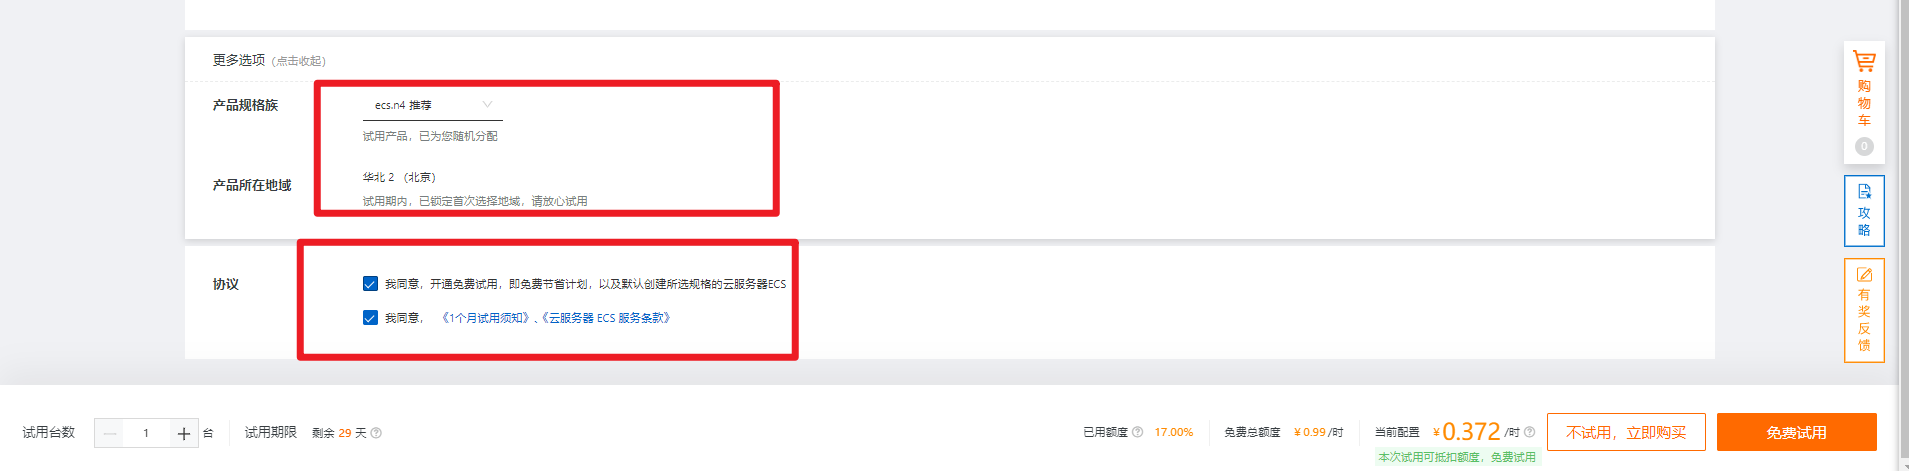 更多选项 (点击收起)
产品规格族
ecs.n4 推荐
试用产品，已为您随机分配
产品所在地域
华北 2 （北京）
试用期内，已锁定首次选择地域，请放心试用
协议
我同意，开通免费试用，即免费节省计划，以及默认创建所选规格的云服务器ECS
我同意， 《1个月试用须知》、《云服务器 ECS 服务条款》
试用台数 1 台 试用期限 剩余 29 天
已用额度 17.00% 免费总额度 ¥ 0.99 /时 当前配置 ¥ 0.372 /时
本次试用可抵扣额度，免费试用
不试用，立即购买
免费试用
购物车
0
攻略
有奖反馈